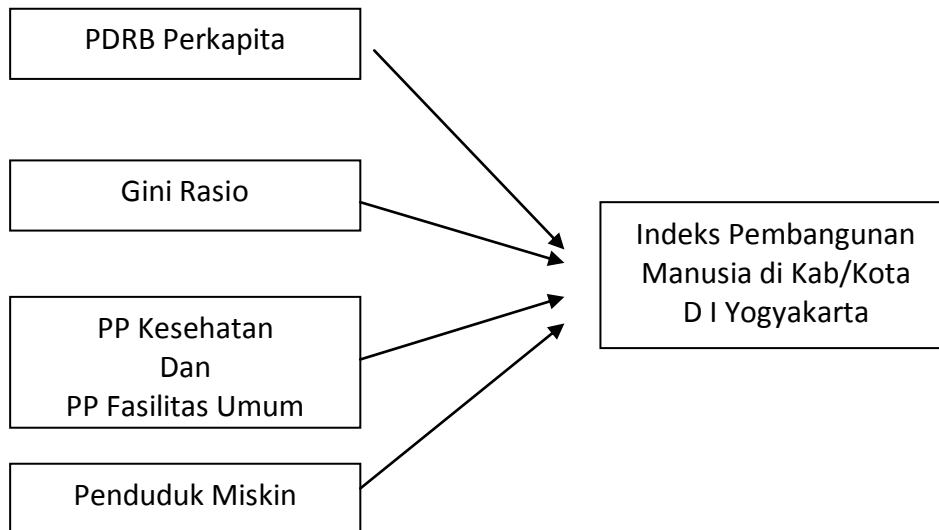 PDRB Perkapita
Gini Rasio
PP Kesehatan
Dan
PP Fasilitas Umum
Penduduk Miskin
Indeks Pembangunan
Manusia di Kab/Kota
D I Yogyakarta